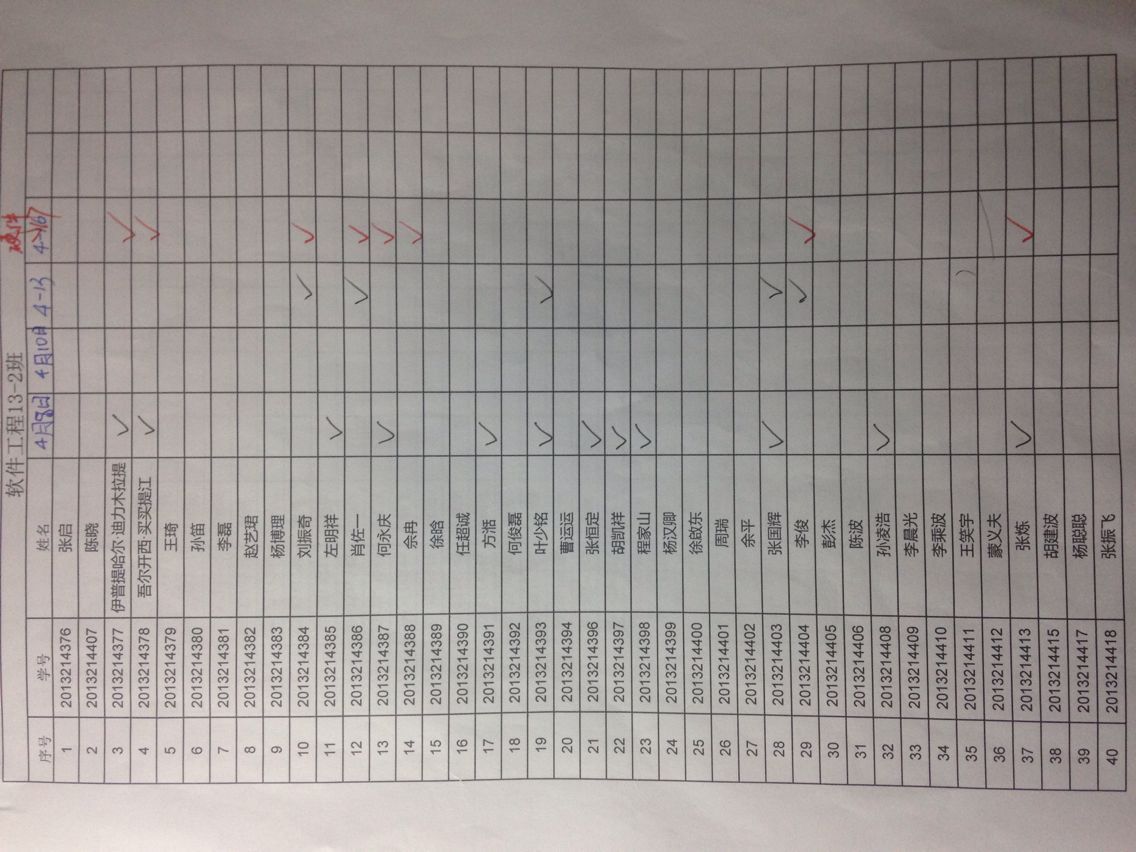 软件工程13-2班 硬件
序号 学号 姓名 4月8日 4月10日 4-13 4-16
1 2013214376 张启
2 2013214407 陈晓
3 2013214377 伊普提哈尔·迪力木拉提 ✓ ✓
4 2013214378 吾尔开西·买买提江 ✓ ✓
5 2013214379 王琦
6 2013214380 孙笛
7 2013214381 李磊
8 2013214382 赵艺珺
9 2013214383 杨博理
10 2013214384 刘振奇 ✓ ✓
11 2013214385 左明祥 ✓
12 2013214386 肖佐一 ✓ ✓
13 2013214387 何永庆 ✓ ✓
14 2013214388 佘冉 ✓
15 2013214389 徐晗
16 2013214390 任超诚
17 2013214391 方湉 ✓
18 2013214392 何俊磊
19 2013214393 叶少铭 ✓ ✓
20 2013214394 曹运运
21 2013214396 张恒定 ✓
22 2013214397 胡凯祥 ✓
23 2013214398 程家山 ✓
24 2013214399 杨汉卿
25 2013214400 徐啟东
26 2013214401 周瑞
27 2013214402 余平
28 2013214403 张国辉 ✓ ✓
29 2013214404 李俊 ✓ ✓
30 2013214405 彭杰
31 2013214406 陈波
32 2013214408 孙凌浩 ✓
33 2013214409 李晨光
34 2013214410 李乘波
35 2013214411 王笑宇
36 2013214412 蒙义夫
37 2013214413 张炼 ✓ ✓
38 2013214415 胡建波
39 2013214417 杨聪聪
40 2013214418 张振飞